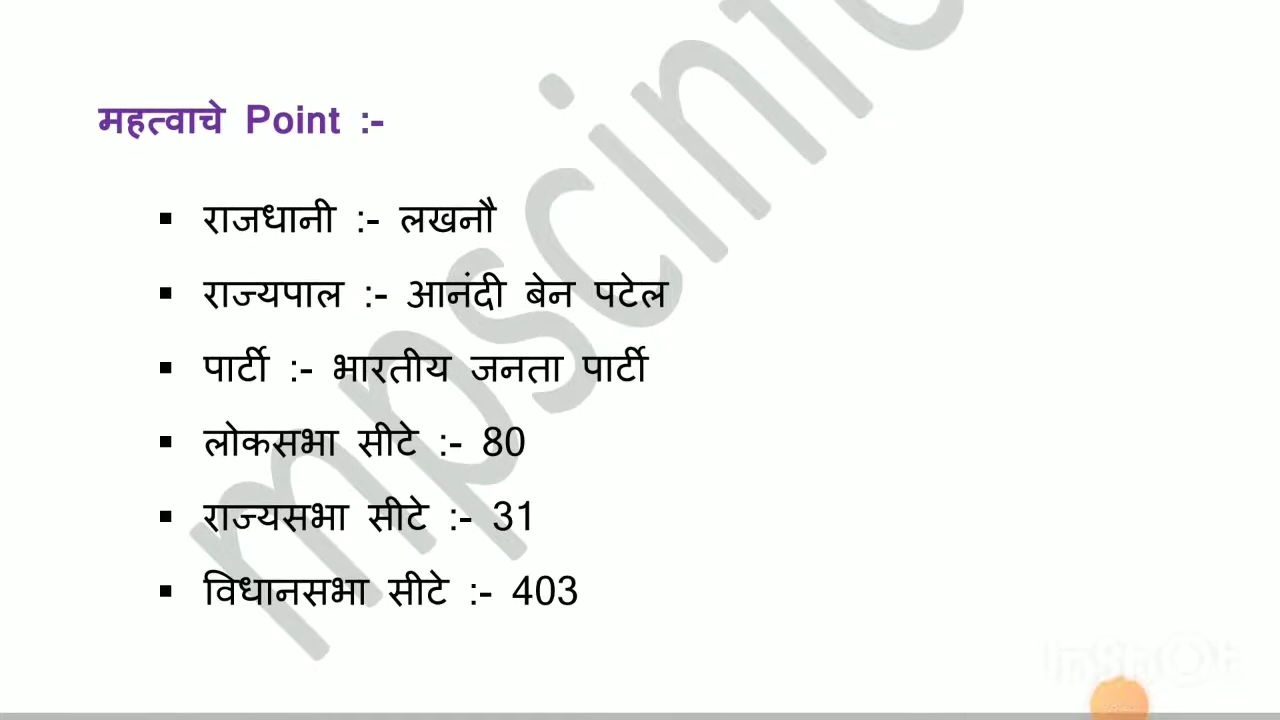 महत्वाचे Point :-
▪ राजधानी :- लखनौ
▪ राज्यपाल :- आनंदी बेन पटेल
▪ पार्टी :- भारतीय जनता पार्टी
▪ लोकसभा सीटे :- 80
▪ राज्यसभा सीटे :- 31
▪ विधानसभा सीटे :- 403